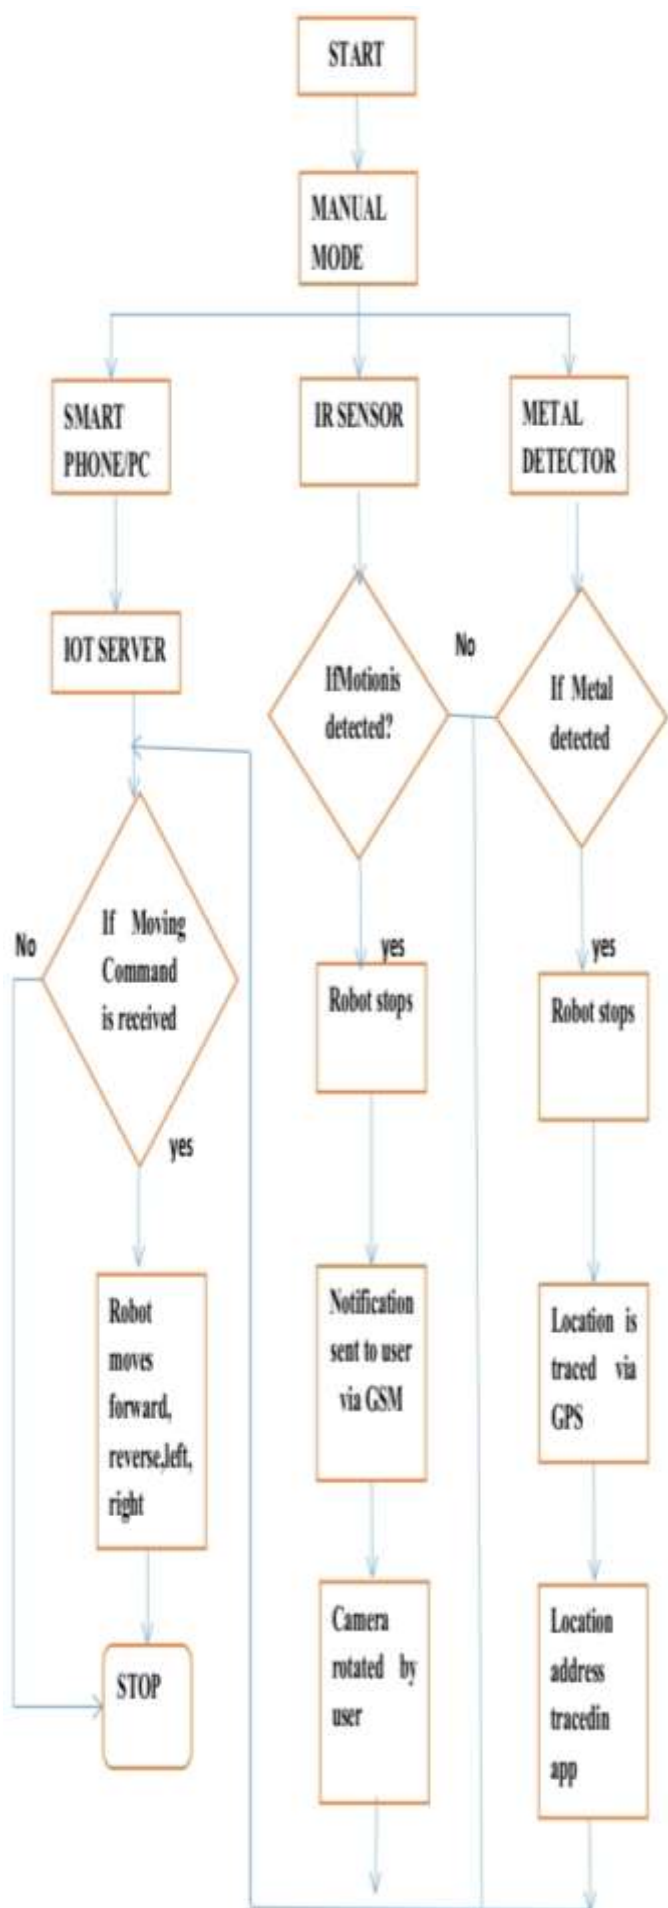 START
MANUAL
MODE
SMART
PHONE/PC
IR SENSOR
METAL
DETECTOR
IOT SERVER
IfMotionis
detected?
No
If Metal
detected
If Moving
Command
is received
No
yes
yes
Robot stops
yes
Robot stops
Robot
moves
forward,
reverse,left,
right
Notification
sent to user
via GSM
Location is
traced via
GPS
STOP
Camera
rotated by
user
Location
address
tracedin
app